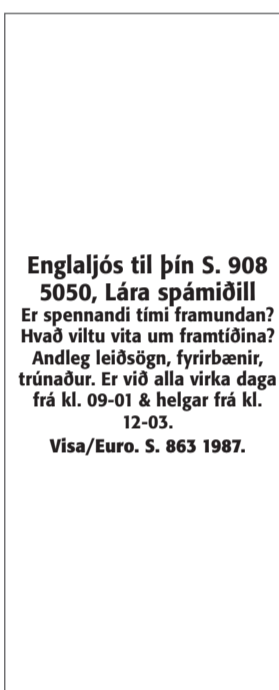 Englaljós til þín S. 908
5050, Lára spámiðill
Er spennandi tími framundan?
Hvað viltu vita um framtíðina?
Andleg leiðsögn, fyrirbænir,
trúnaður. Er við alla virka daga
frá kl. 09-01 & helgar frá kl.
12-03.
Visa/Euro. S. 863 1987.